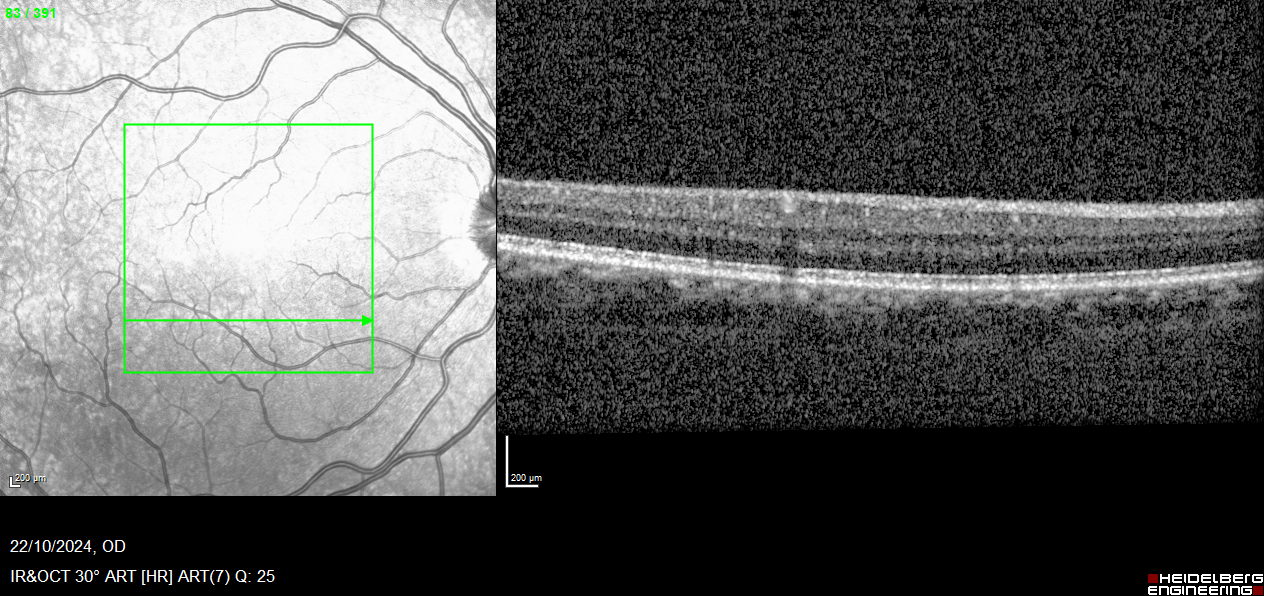 83 / 391
200 µm
200 µm
22/10/2024, OD
IR&OCT 30° ART [HR] ART(7) Q: 25
HEIDELBERG
ENGINEERING